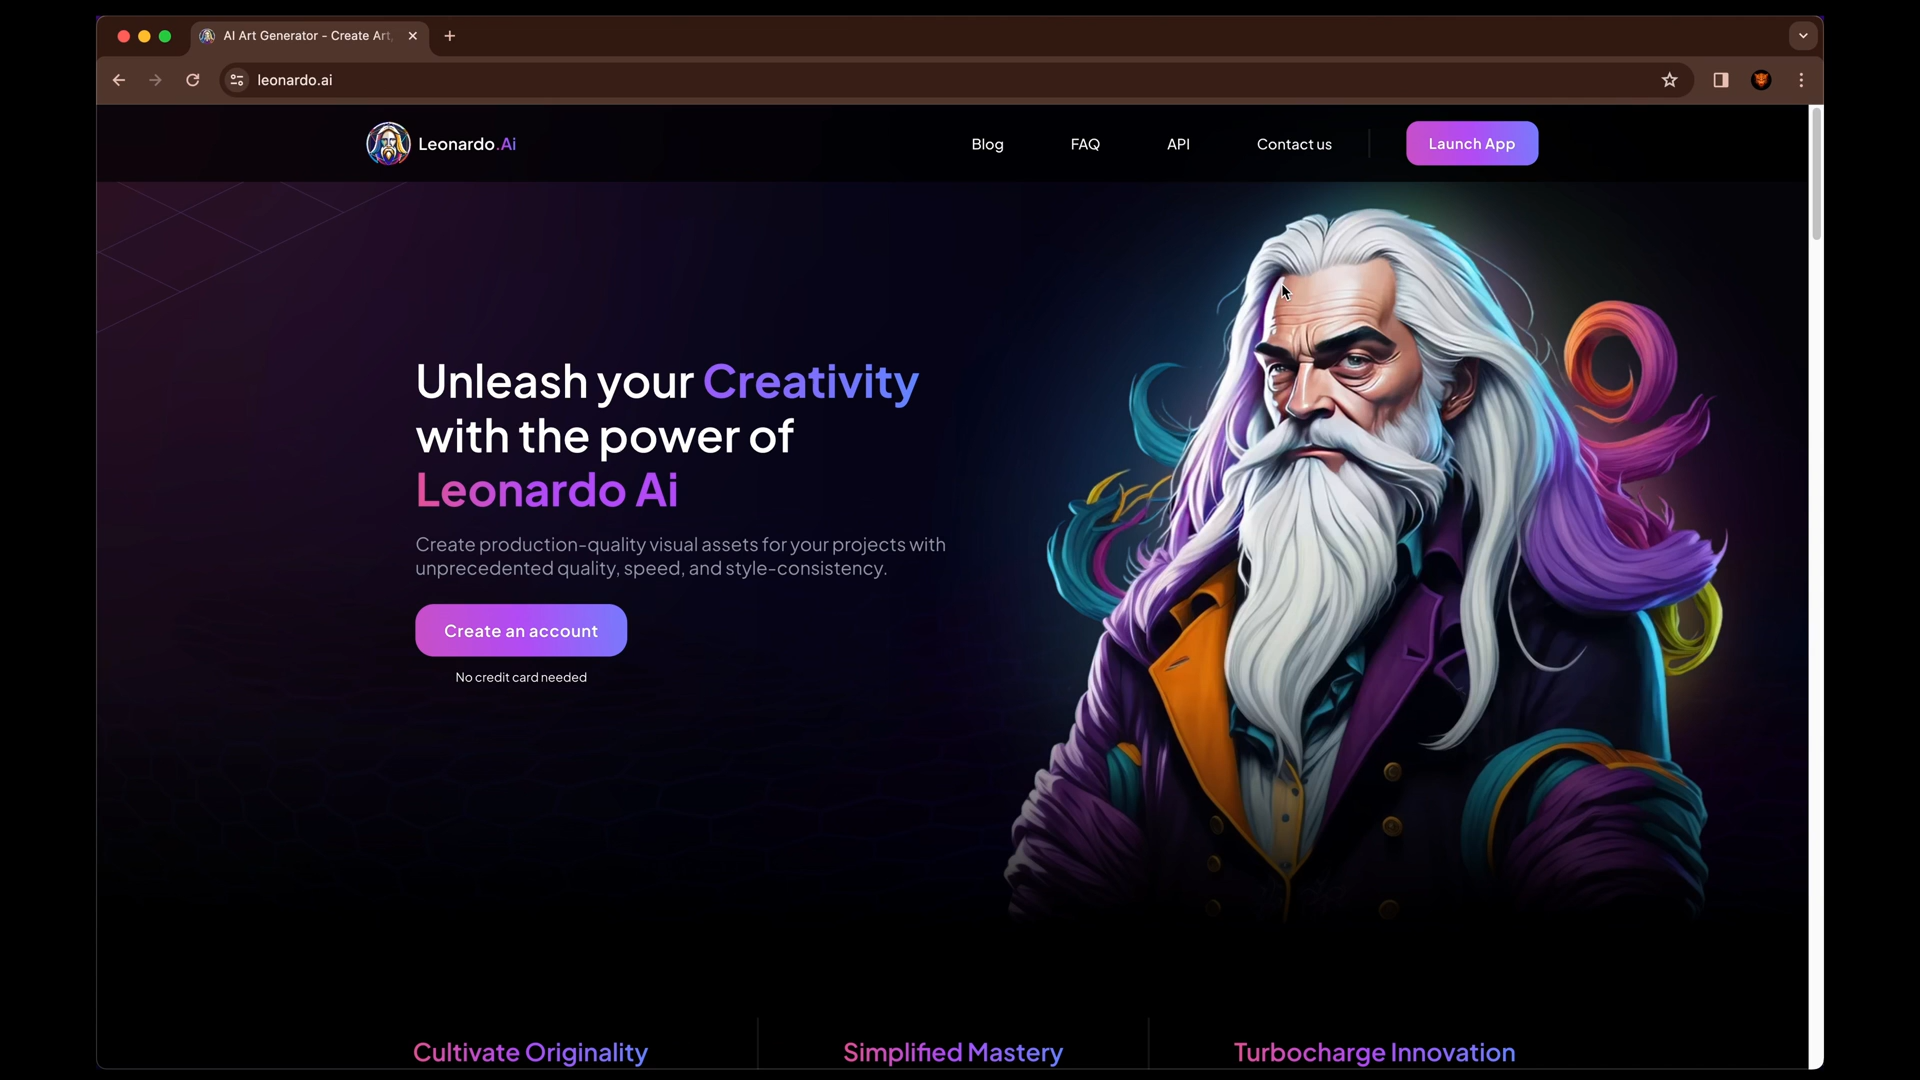 AI Art Generator - Create Art,
leonardo.ai
Leonardo.Ai
Blog
FAQ
API
Contact us
Launch App
Unleash your Creativity
with the power of
Leonardo Ai
Create production-quality visual assets for your projects with
unprecedented quality, speed, and style-consistency.
Create an account
No credit card needed
Cultivate Originality
Simplified Mastery
Turbocharge Innovation